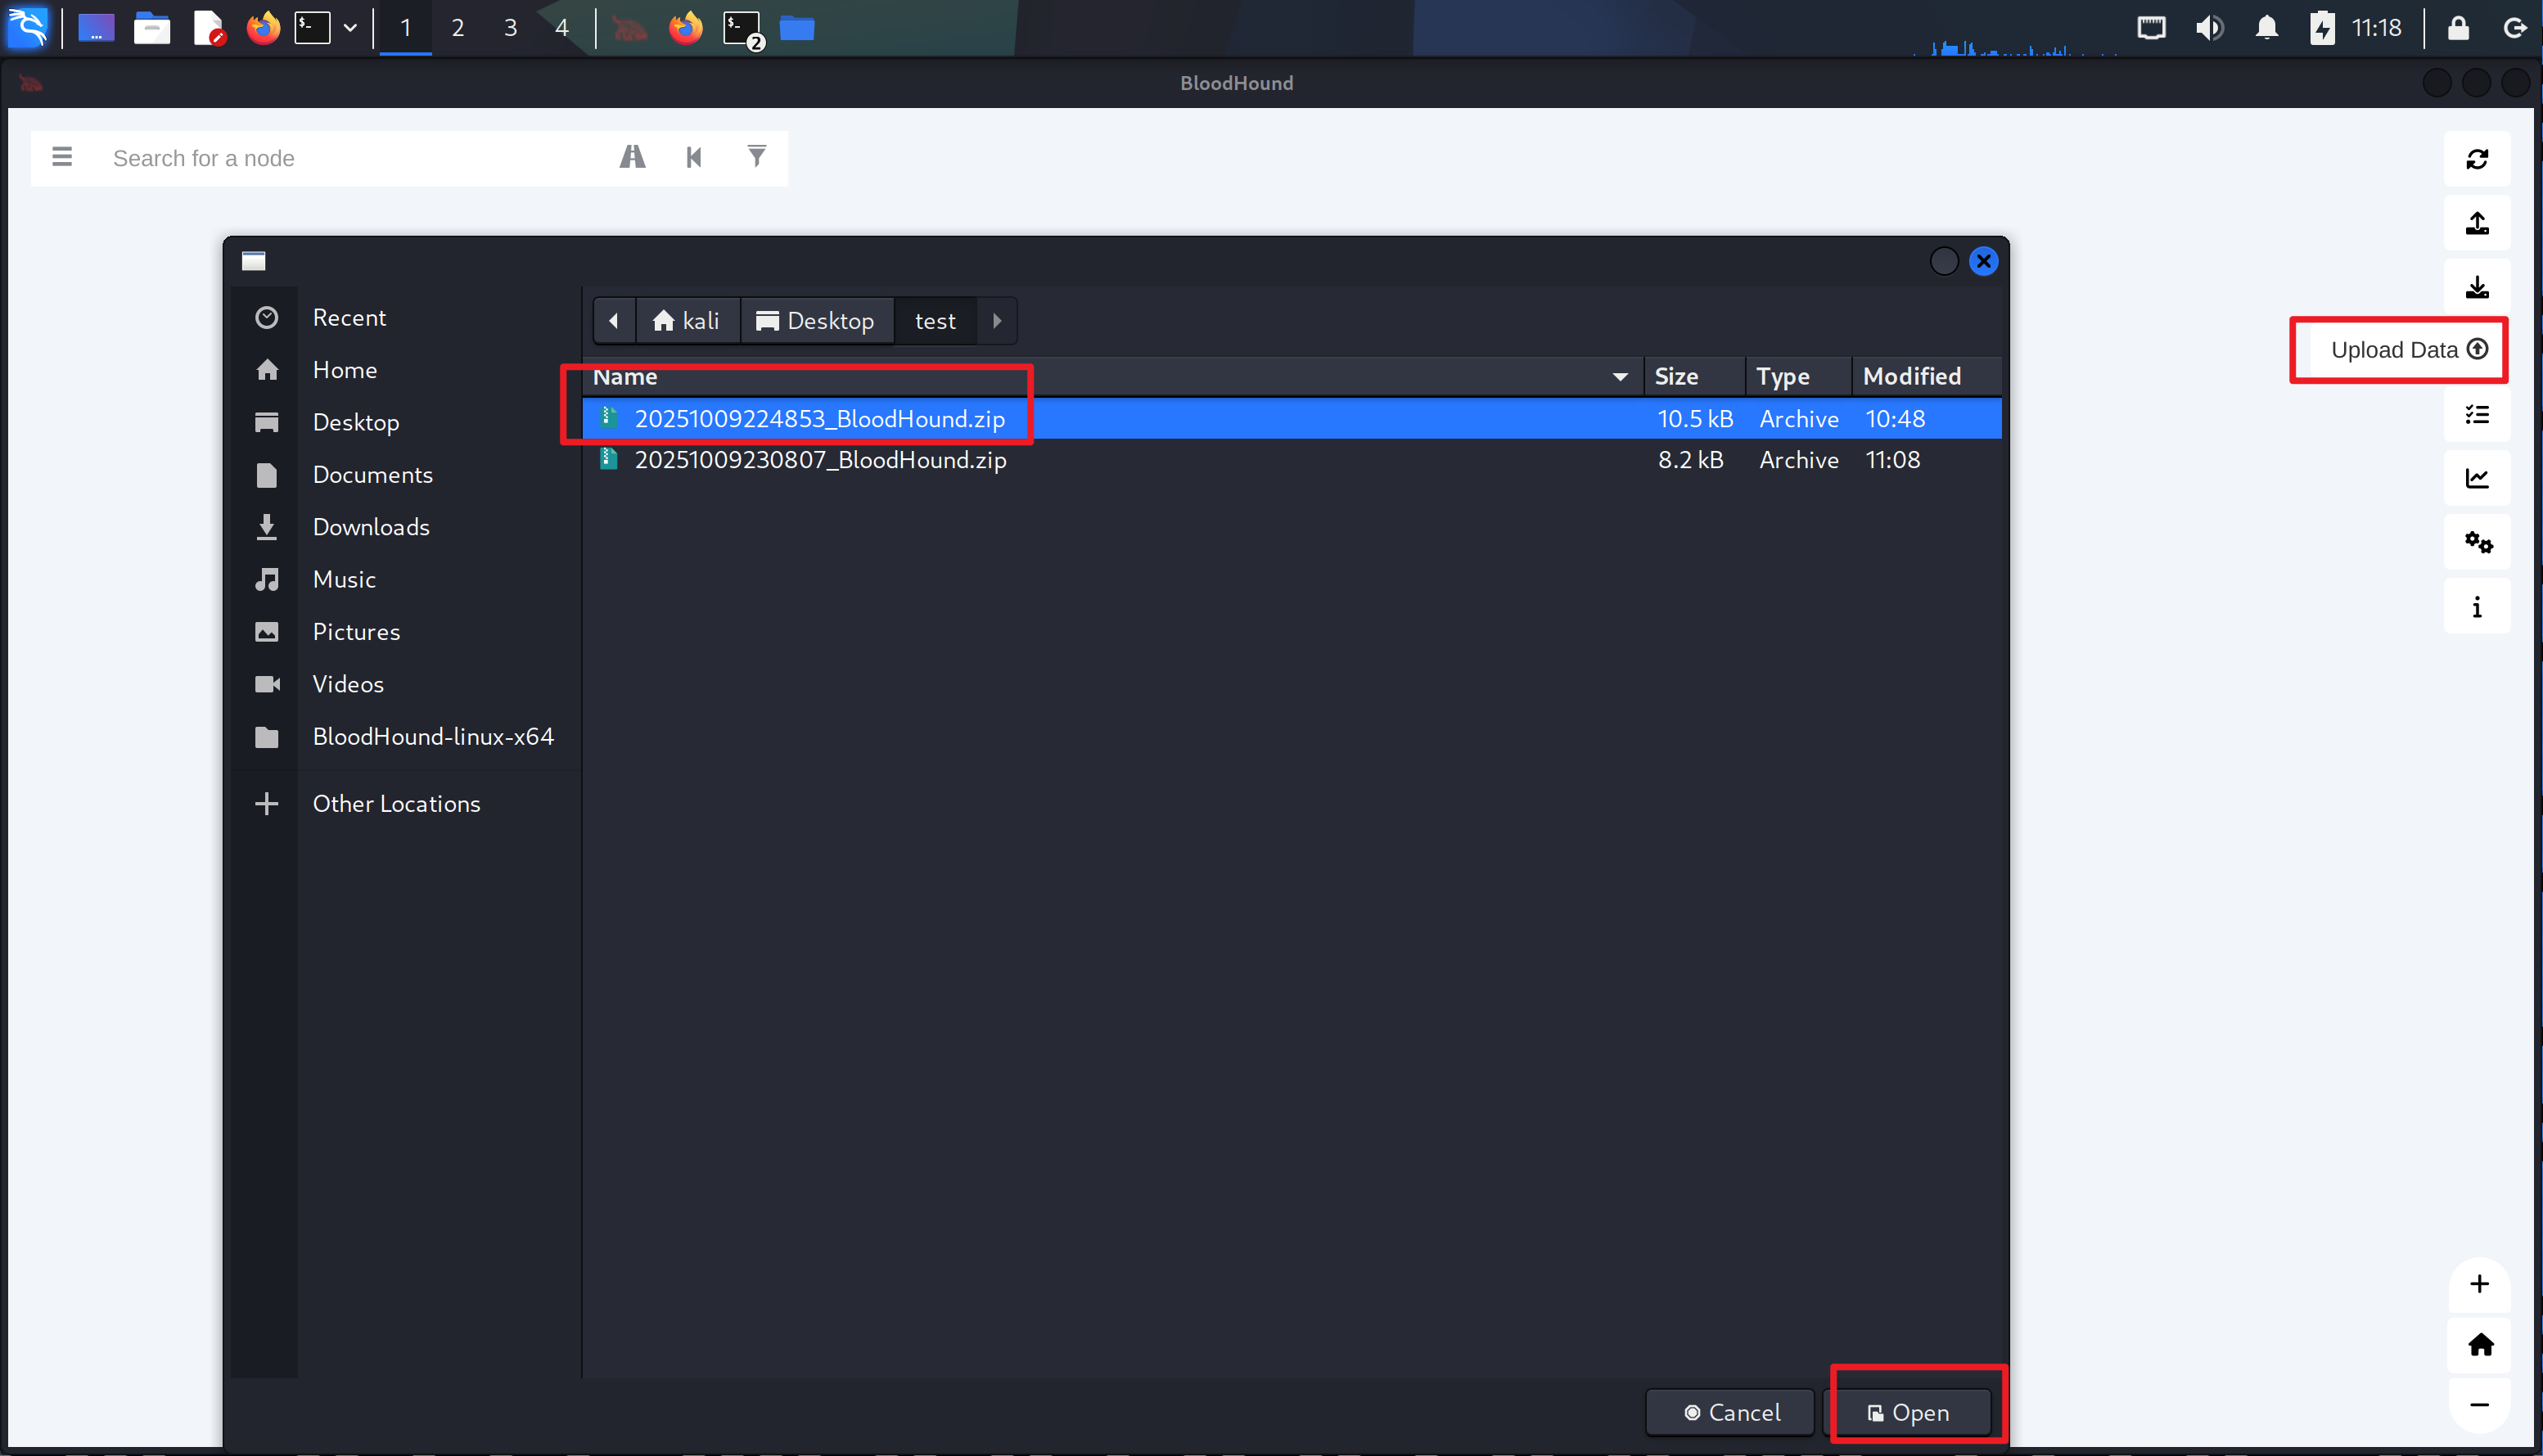 1 2 3 4 2 11:18
BloodHound
Search for a node
Upload Data
Recent
Home
Desktop
Documents
Downloads
Music
Pictures
Videos
BloodHound-linux-x64
Other Locations
kali Desktop test
Name Size Type Modified
20251009224853_BloodHound.zip 10.5 kB Archive 10:48
20251009230807_BloodHound.zip 8.2 kB Archive 11:08
Cancel Open